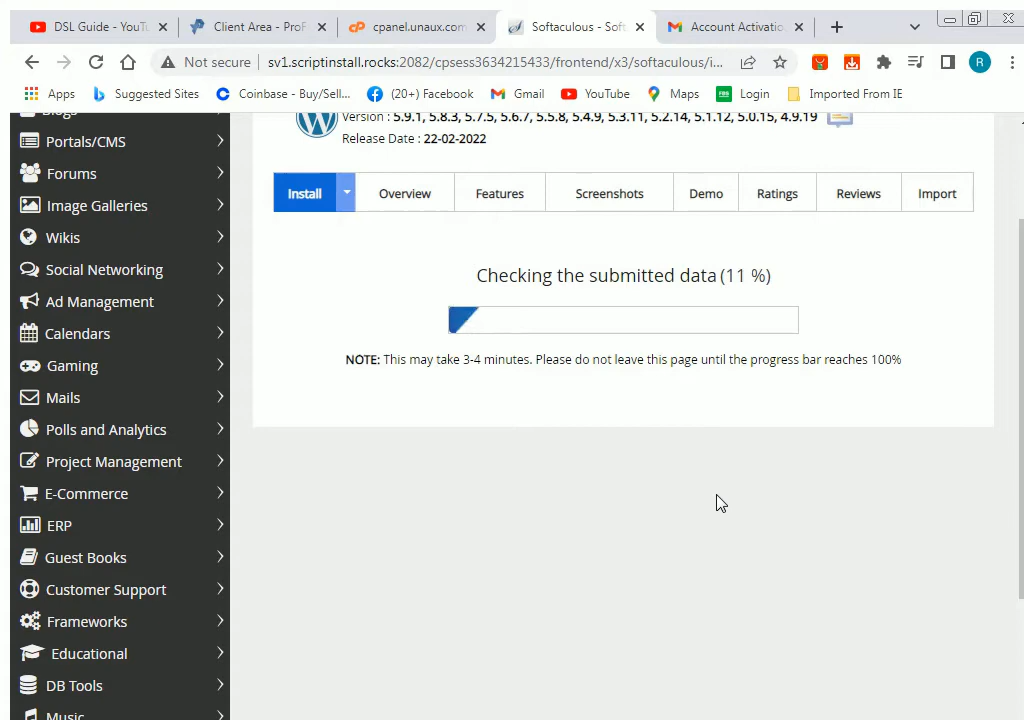 DSL Guide - YouTu
Client Area - ProF
cpanel.unaux.com
Softaculous - Soft
Account Activatio
Not secure
sv1.scriptinstall.rocks:2082/cpsess3634215433/frontend/x3/softaculous/i...
R
Apps
Suggested Sites
Coinbase - Buy/Sell...
(20+) Facebook
Gmail
YouTube
Maps
Login
Imported From IE
Blogs
Portals/CMS
Forums
Image Galleries
Wikis
Social Networking
Ad Management
Calendars
Gaming
Mails
Polls and Analytics
Project Management
E-Commerce
ERP
Guest Books
Customer Support
Frameworks
Educational
DB Tools
Music
Version : 5.9.1, 5.8.3, 5.7.5, 5.6.7, 5.5.8, 5.4.9, 5.3.11, 5.2.14, 5.1.12, 5.0.15, 4.9.19
Release Date : 22-02-2022
Install
Overview
Features
Screenshots
Demo
Ratings
Reviews
Import
Checking the submitted data (11 %)
NOTE: This may take 3-4 minutes. Please do not leave this page until the progress bar reaches 100%